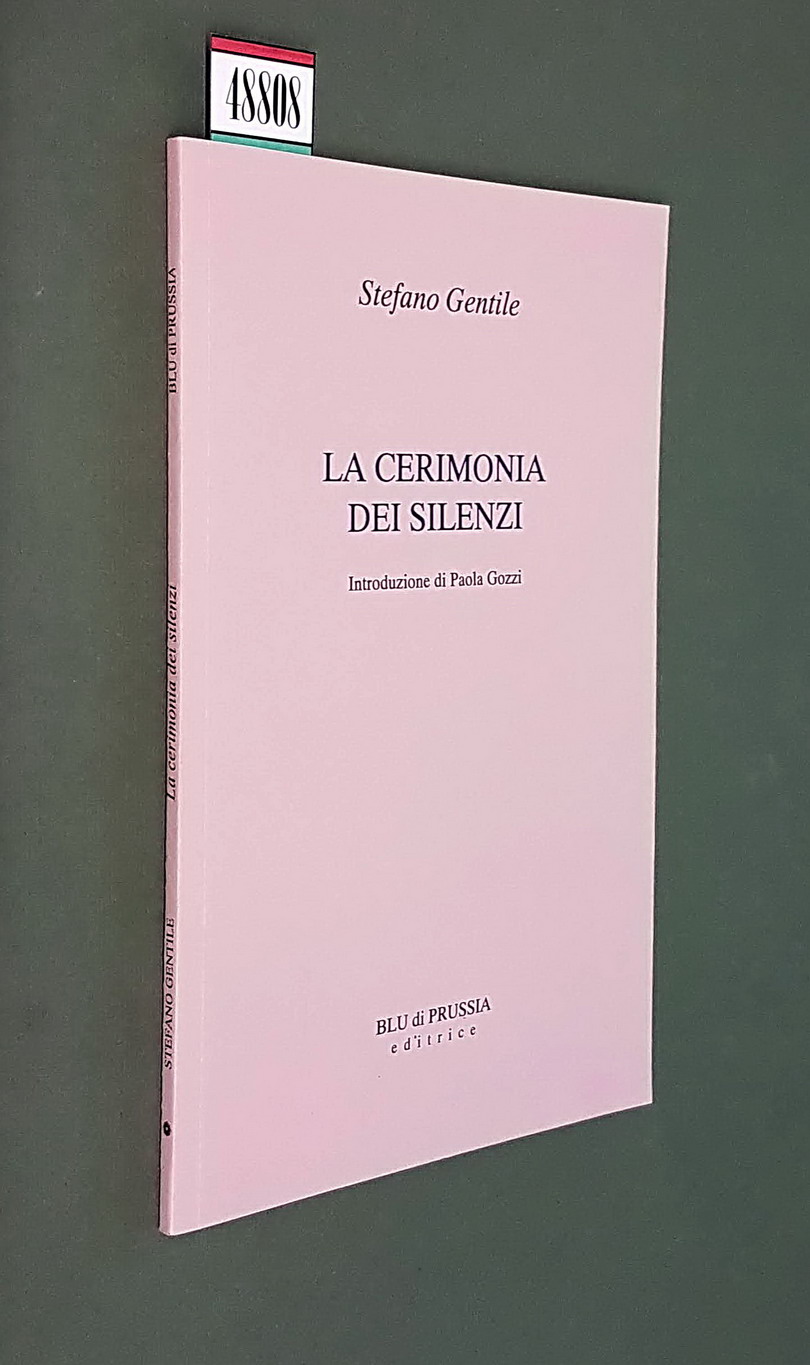 48808
Stefano Gentile
LA CERIMONIA
DEI SILENZI
Introduzione di Paola Gozzi
BLU di PRUSSIA
editrice
STEFANO GENTILE
La cerimonia dei silenzi
BLU di PRUSSIA